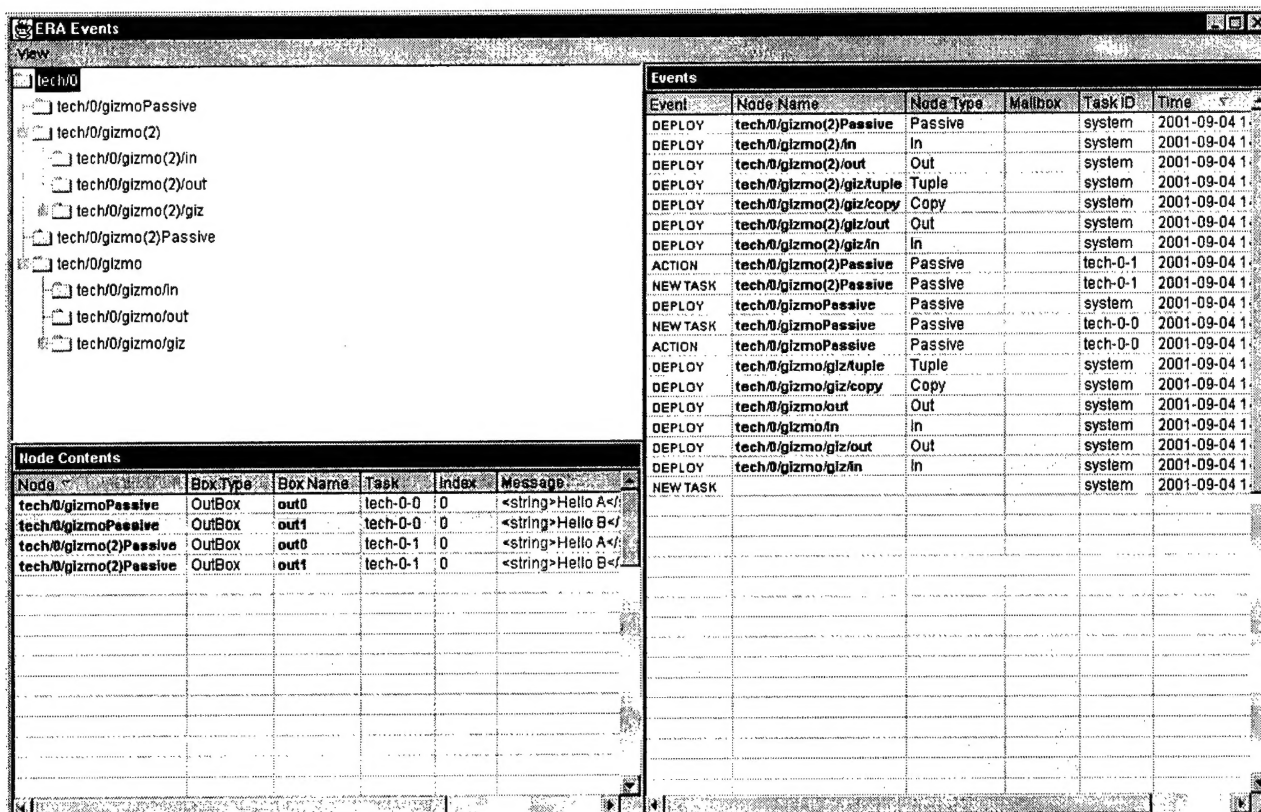 ERA Events
View
tech/0
tech/0/gizmoPassive
tech/0/gizmo(2)
tech/0/gizmo(2)/in
tech/0/gizmo(2)/out
tech/0/gizmo(2)/giz
tech/0/gizmo(2)Passive
tech/0/gizmo
tech/0/gizmo/in
tech/0/gizmo/out
tech/0/gizmo/giz
Node Contents
Node Box Type Box Name Task Index Message
tech/0/gizmoPassive OutBox out0 tech-0-0 0 <string>Hello A</
tech/0/gizmoPassive OutBox out1 tech-0-0 0 <string>Hello B</
tech/0/gizmo(2)Passive OutBox out0 tech-0-1 0 <string>Hello A</
tech/0/gizmo(2)Passive OutBox out1 tech-0-1 0 <string>Hello B</
Events
Event Node Name Node Type Mailbox Task ID Time
DEPLOY tech/0/gizmo(2)Passive Passive system 2001-09-04 1
DEPLOY tech/0/gizmo(2)/in In system 2001-09-04 1
DEPLOY tech/0/gizmo(2)/out Out system 2001-09-04 1
DEPLOY tech/0/gizmo(2)/giz/tuple Tuple system 2001-09-04 1
DEPLOY tech/0/gizmo(2)/giz/copy Copy system 2001-09-04 1
DEPLOY tech/0/gizmo(2)/giz/out Out system 2001-09-04 1
DEPLOY tech/0/gizmo(2)/giz/in In system 2001-09-04 1
ACTION tech/0/gizmo(2)Passive Passive tech-0-1 2001-09-04 1
NEW TASK tech/0/gizmo(2)Passive Passive tech-0-1 2001-09-04 1
DEPLOY tech/0/gizmoPassive Passive system 2001-09-04 1
NEW TASK tech/0/gizmoPassive Passive tech-0-0 2001-09-04 1
ACTION tech/0/gizmoPassive Passive tech-0-0 2001-09-04 1
DEPLOY tech/0/gizmo/giz/tuple Tuple system 2001-09-04 1
DEPLOY tech/0/gizmo/giz/copy Copy system 2001-09-04 1
DEPLOY tech/0/gizmo/out Out system 2001-09-04 1
DEPLOY tech/0/gizmo/in In system 2001-09-04 1
DEPLOY tech/0/gizmo/giz/out Out system 2001-09-04 1
DEPLOY tech/0/gizmo/giz/in In system 2001-09-04 1
NEW TASK system 2001-09-04 1